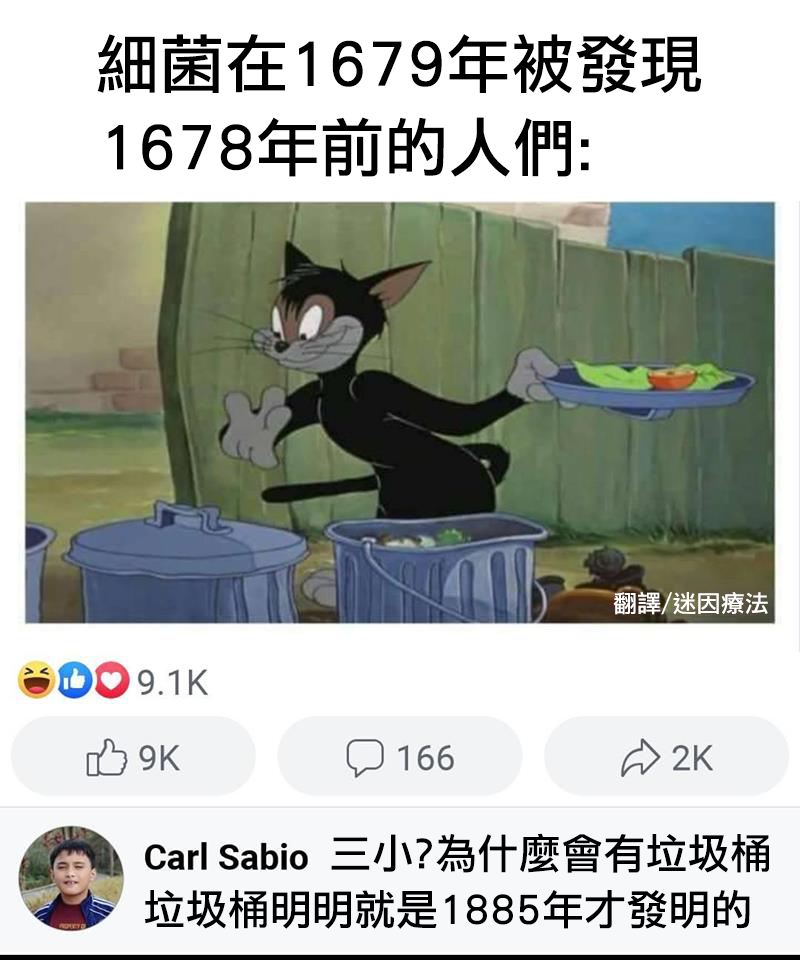 細菌在1679年被發現
1678年前的人們:
翻譯/迷因療法
9.1K
9K
166
2K
Carl Sabio 三小?為什麼會有垃圾桶
垃圾桶明明就是1885年才發明的